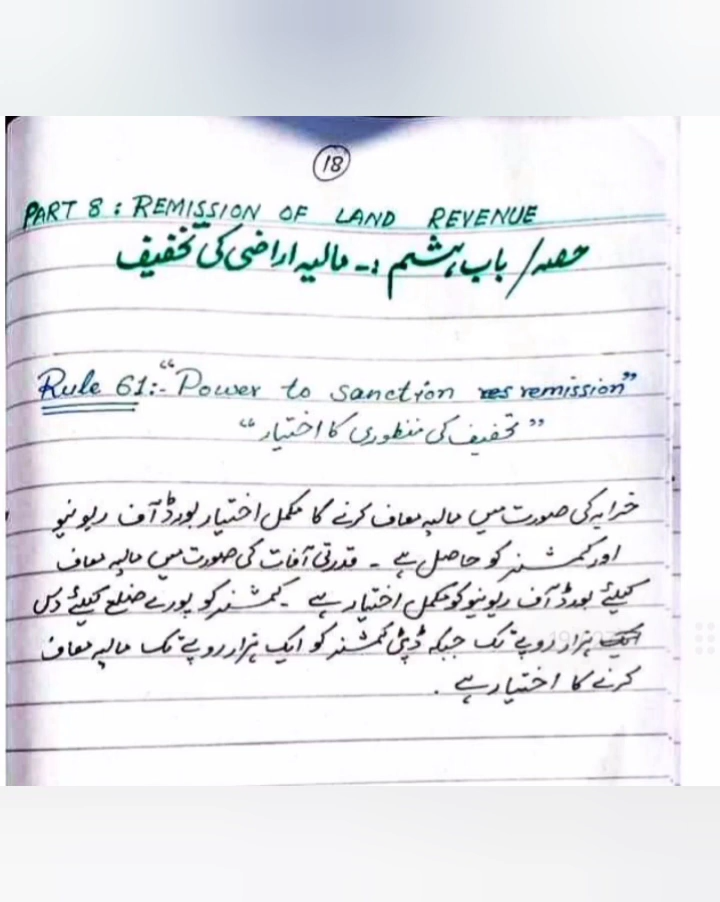 18
PART 8 : REMISSION OF LAND REVENUE
حصہ / باب ہشتم :۔ مالیہ اراضی کی تخفیف
Rule 61:- “Power to sanction res remission”
” تخفیف کی منظوری کا اختیار “
خرابہ کی صورت میں مالیہ معاف کرنے کا مکمل اختیار بورڈ آف ریونیو
اور کمشنر کو حاصل ہے ۔ قدرتی آفات کی صورت میں مالیہ معاف
کیلئے بورڈ آف ریونیو کو مکمل اختیار ہے ۔ کمشنر کو پورے ضلع کیلئے دس
ایک ہزار روپے تک جبکہ ڈپٹی کمشنر کو ایک ہزار روپے تک مالیہ معاف
کرنے کا اختیار ہے ۔